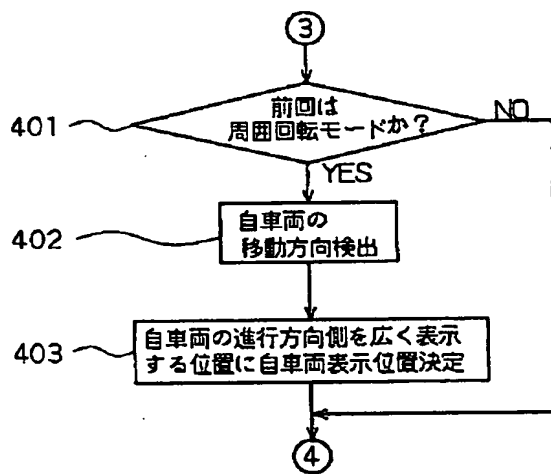 3
前回は
周囲回転モードか?
NO
401
YES
自車両の
移動方向検出
402
自車両の進行方向側を広く表示
する位置に自車両表示位置決定
403
4